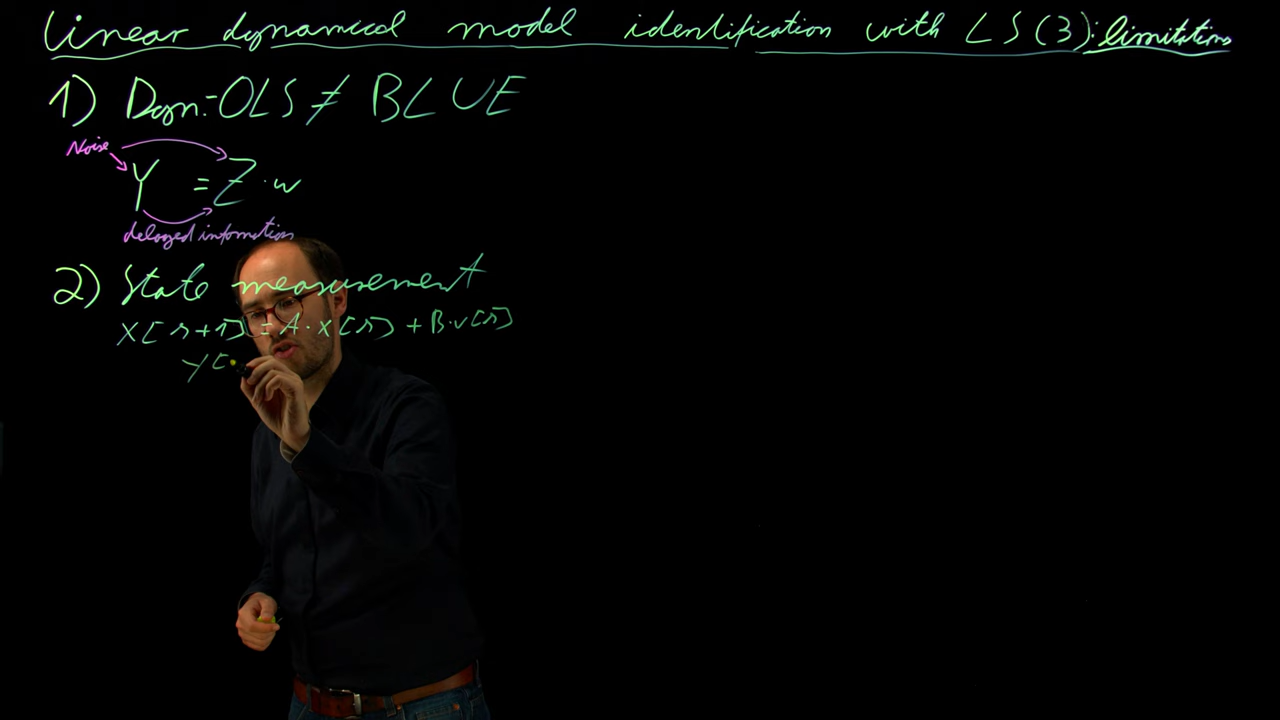 Linear dynamical model identification with LS(3): limitations
1) Dyn.-OLS ≠ BLUE
Noise
Y = Z · w
delayed information
2) State measurement
x[s+1] = A · x[s] + B·v[s]
y[